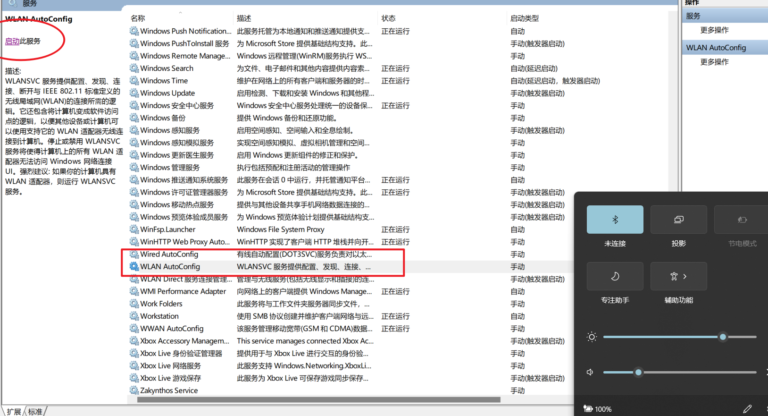 服务
WLAN AutoConfig
启动此服务
描述:
WLANSVC 服务提供配置、发现、连
接、断开与 IEEE 802.11 标准定义的
无线局域网(WLAN)的连接所需的逻
辑。它还包含将计算机变成软件访问
点的逻辑，以便其他设备或计算机可
以使用支持它的 WLAN 适配器无线连
接到计算机。停止或禁用 WLANSVC
服务将使得计算机上的所有 WLAN 适
配器无法访问 Windows 网络连接
UI。强烈建议: 如果你的计算机具有
WLAN 适配器，则运行 WLANSVC
服务。
名称 描述 状态 启动类型
Windows Push Notification... 此服务托管为本地通知和推送通知提供支... 正在运行 自动
Windows PushToInstall 服务 为 Microsoft Store 提供基础结构支持。此... 手动(触发器启动)
Windows Remote Manage... Windows 远程管理(WinRM)服务执行 WS... 手动
Windows Search 为文件、电子邮件和其他内容提供内容索... 正在运行 自动(延迟启动)
Windows Time 维护在网络上的所有客户端和服务器的时... 正在运行 自动(延迟启动，触发器启动)
Windows Update 启用检测、下载和安装 Windows 和其他程... 手动(触发器启动)
Windows 安全中心服务 Windows 安全中心服务处理统一的设备保... 正在运行 手动
Windows 备份 提供 Windows 备份和还原功能。 手动
Windows 感知服务 启用空间感知、空间输入和全息绘制。 手动(触发器启动)
Windows 感知模拟服务 实现空间感知模拟、虚拟相机管理和空间... 手动
Windows 更新医生服务 启用 Windows 更新组件的修正和保护。 手动
Windows 管理服务 执行包括预配和注册活动的管理操作 手动
Windows 推送通知系统服务 此服务在会话 0 中运行，并托管通知平台... 正在运行 自动
Windows 许可证管理器服务 为 Microsoft Store 提供基础结构支持。此... 正在运行 手动(触发器启动)
Windows 移动热点服务 提供与其他设备共享手机网络数据连接的... 手动(触发器启动)
Windows 预览体验成员服务 为 Windows 预览体验计划提供基础结构支... 手动(触发器启动)
WinFsp.Launcher Windows File System Proxy 正在运行 自动
WinHTTP Web Proxy Auto... WinHTTP 实现了客户端 HTTP 堆栈并向开... 正在运行 手动
Wired AutoConfig 有线自动配置(DOT3SVC)服务负责对以太... 手动
WLAN AutoConfig WLANSVC 服务提供配置、发现、连接、... 手动
WLAN Direct 服务连接管理... 管理与无线服务(包括无线显示和插接)的连... 手动(触发器启动)
WMI Performance Adapter 向网络上的客户端提供 Windows Manage... 正在运行 手动
Work Folders 此服务将与工作文件夹服务器同步文件，... 手动
Workstation 使用 SMB 协议创建并维护客户端网络与远... 正在运行 自动
WWAN AutoConfig 该服务管理移动宽带(GSM 和 CDMA)数据... 正在运行 手动
Xbox Accessory Managem... This service manages connected Xbox Ac... 手动(触发器启动)
Xbox Live 身份验证管理器 提供用于与 Xbox Live 进行交互的身份验... 手动
Xbox Live 网络服务 此服务支持 Windows.Networking.XboxLi... 手动
Xbox Live 游戏保存 此服务为 Xbox Live 可保存游戏同步保存... 手动(触发器启动)
Zakynthos Service 手动
扩展 标准
操作
服务
更多操作
WLAN AutoConfig
更多操作
未连接 投影 节电模式
专注助手 辅助功能
100%